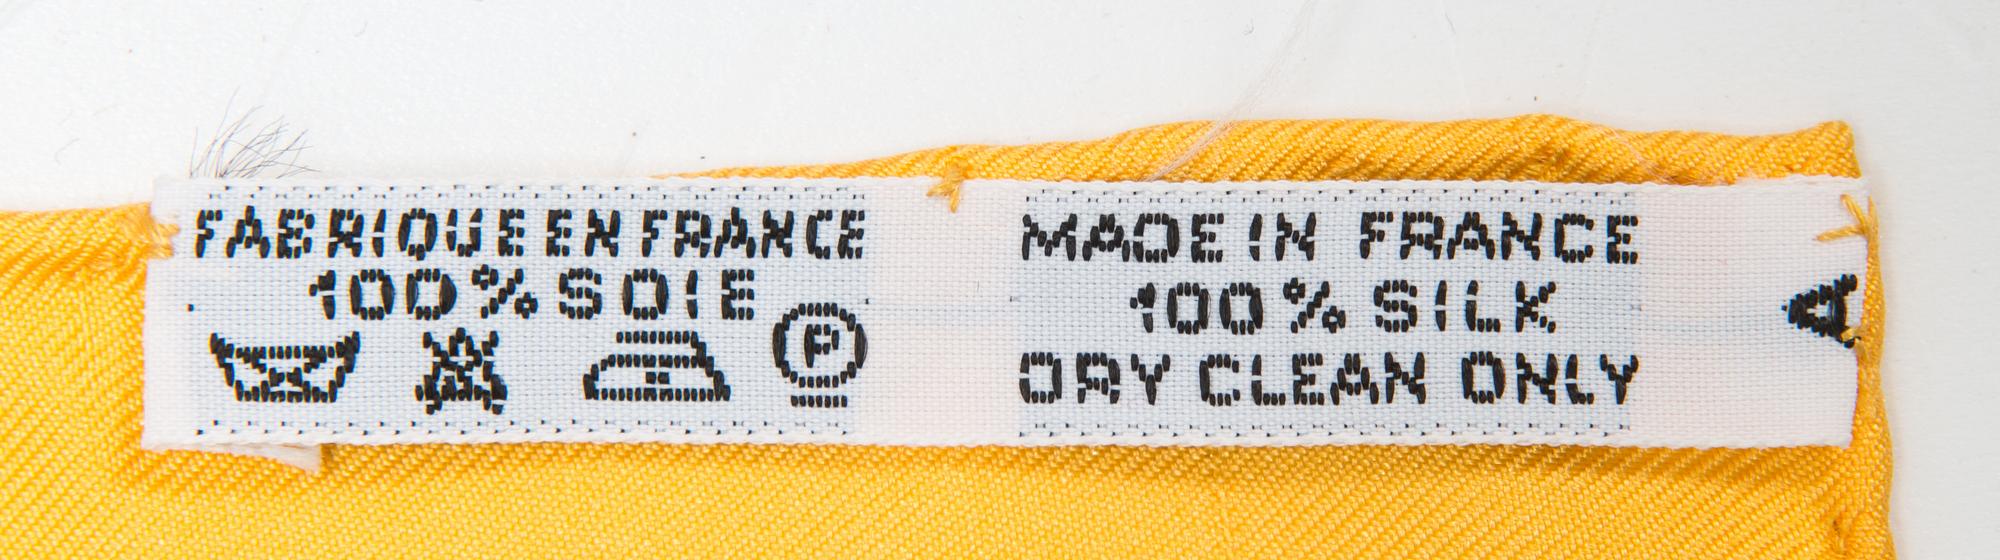 FABRIQUE EN FRANCE
100% SOIE
F
MADE IN FRANCE
100% SILK
DRY CLEAN ONLY
A